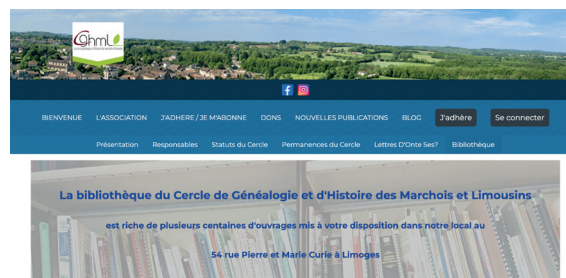 Cghml
BIENVENUE L'ASSOCIATION J'ADHERE / JE M'ABONNE DONS NOUVELLES PUBLICATIONS BLOG J'adhère Se connecter
Présentation Responsables Statuts du Cercle Permanences du Cercle Lettres D'Onte Ses? Bibliothèque
La bibliothèque du Cercle de Généalogie et d'Histoire des Marchois et Limousins
est riche de plusieurs centaines d'ouvrages mis à votre disposition dans notre local au
54 rue Pierre et Marie Curie à Limoges